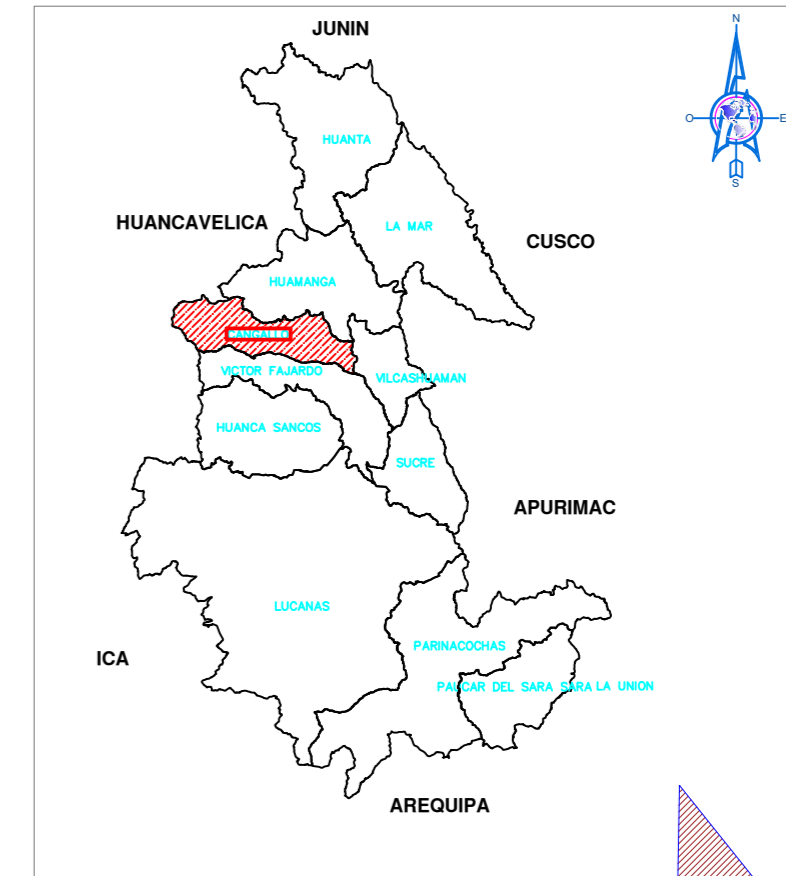 JUNIN
N
O
E
S
HUANTA
HUANCAVELICA
LA MAR
CUSCO
HUAMANGA
CANGALLO
VICTOR FAJARDO
VILCASHUAMAN
HUANCA SANCOS
SUCRE
APURIMAC
LUCANAS
ICA
PARINACOCHAS
PAUCAR DEL SARA SARA LA UNION
AREQUIPA